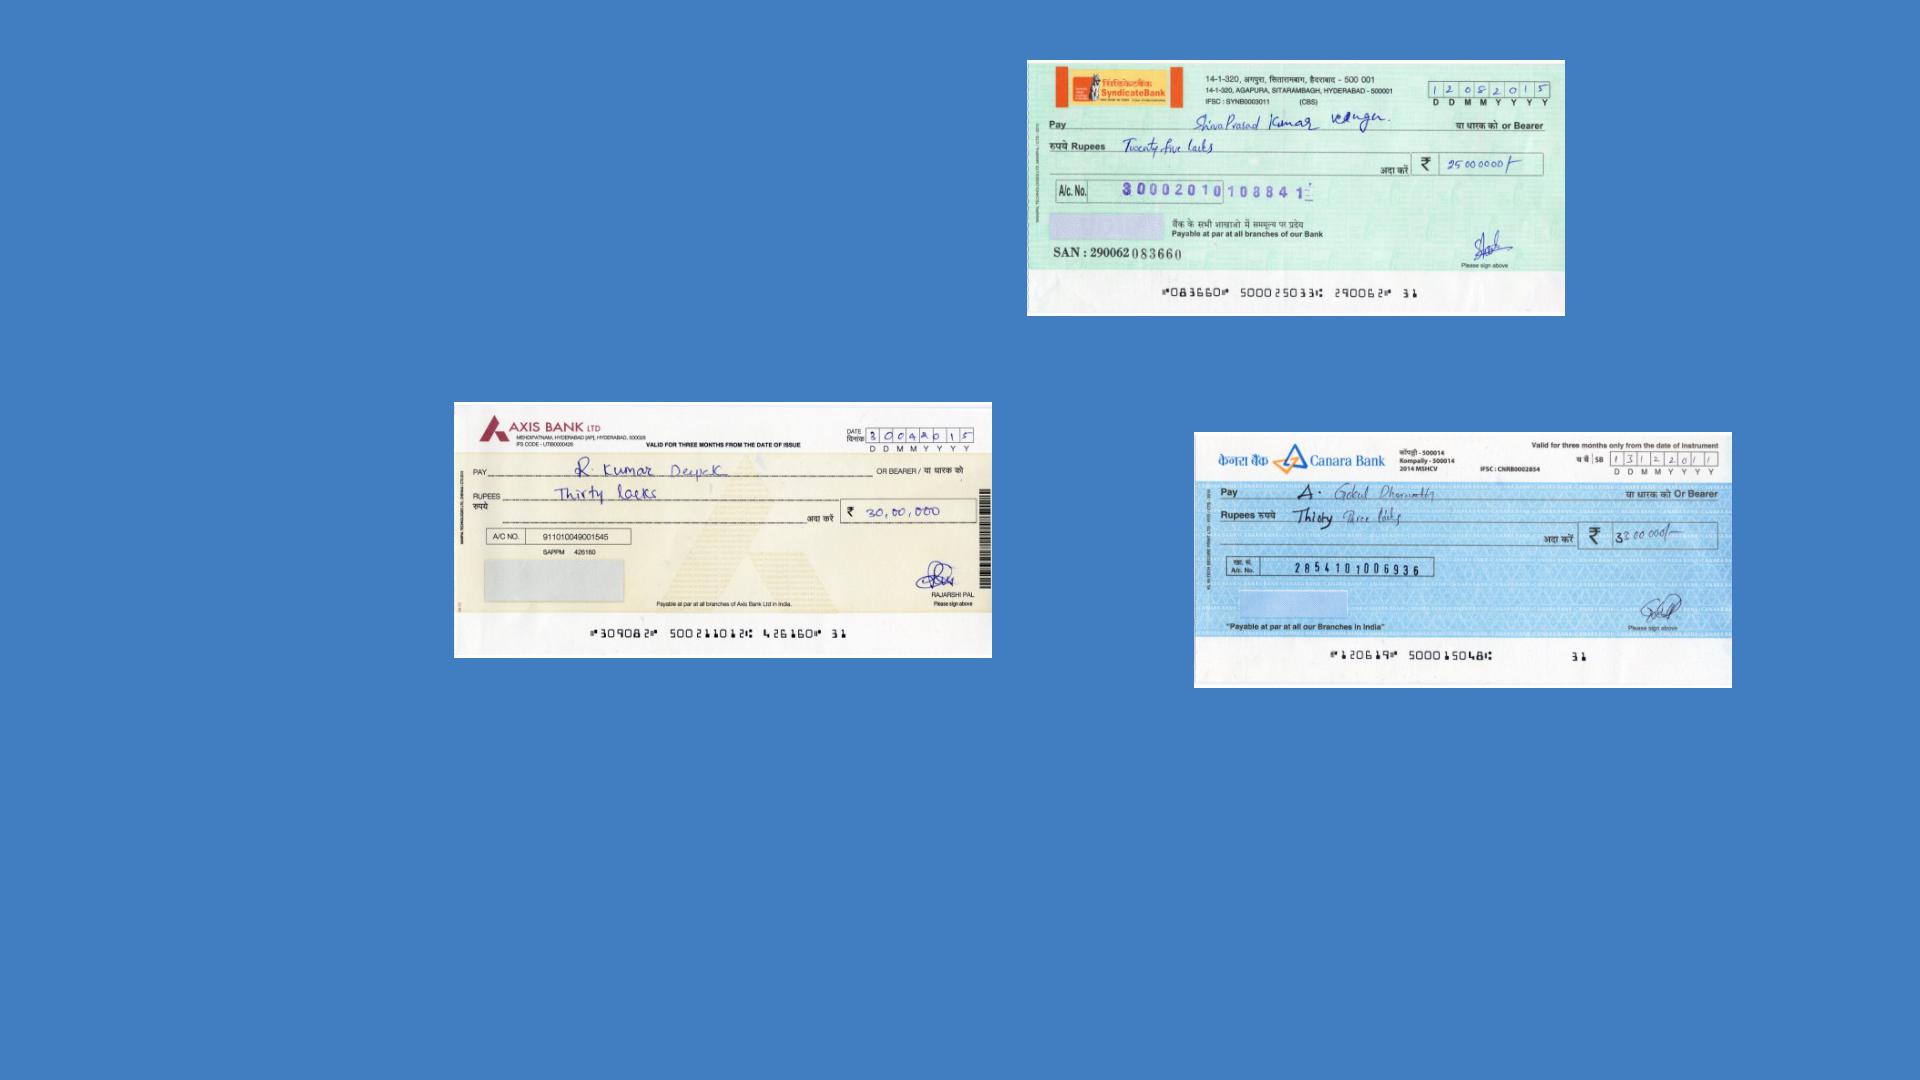 सिंडिकेटबैंक
SyndicateBank
14-1-320, अगपुरा, सितारामबाग, हैदराबाद - 500 001
14-1-320, AGAPURA, SITARAMBAGH, HYDERABAD - 500001
IFSC : SYNB0003011 (CBS)
1 2 0 8 2 0 1 5
D D M M Y Y Y Y
Pay ShivaPrasad Kumar या धारक को or Bearer
रुपये Rupees Twenty five lacks
अदा करें ₹ 25000000/-
A/c. No. 30002010108841
बैंक के सभी शाखाओ में सममूल्य पर प्रदेय
Payable at par at all branches of our Bank
SAN : 290062 083660
Please sign above
⑈083660⑈ 500025033⑆ 290062⑈ 31
AXIS BANK LTD
MEHDIPATNAM, HYDERABAD [AP], HYDERABAD, 500028
IFS CODE - UTIB0000426
VALID FOR THREE MONTHS FROM THE DATE OF ISSUE
DATE दिनांक 3 0 0 4 2 0 1 5
D D M M Y Y Y Y
PAY R. Kumar Deepak OR BEARER / या धारक को
RUPEES रुपये Thirty lacks
अदा करें ₹ 30,00,000
A/C NO. 911010049001545
SAPPM 426160
RAJARSHI PAL
Payable at par at all branches of Axis Bank Ltd in India.
Please sign above
⑈309082⑈ 500211012⑆ 426160⑈ 31
Valid for three months only from the date of instrument
केनरा बैंक Canara Bank
कोंपल्ली - 500014
Kompally - 500014
2014 MSHCV
IFSC : CNRB0002854
SB 1 3 1 2 2 0 1 1
D D M M Y Y Y Y
Pay A. Gokul या धारक को Or Bearer
Rupees रुपये Thirty Three lacks
अदा करें ₹ 3300000/-
खा. सं. A/c. No. 2854101006936
"Payable at par at all our Branches in India"
Please sign above
⑈120619⑈ 500015048⑆ 31